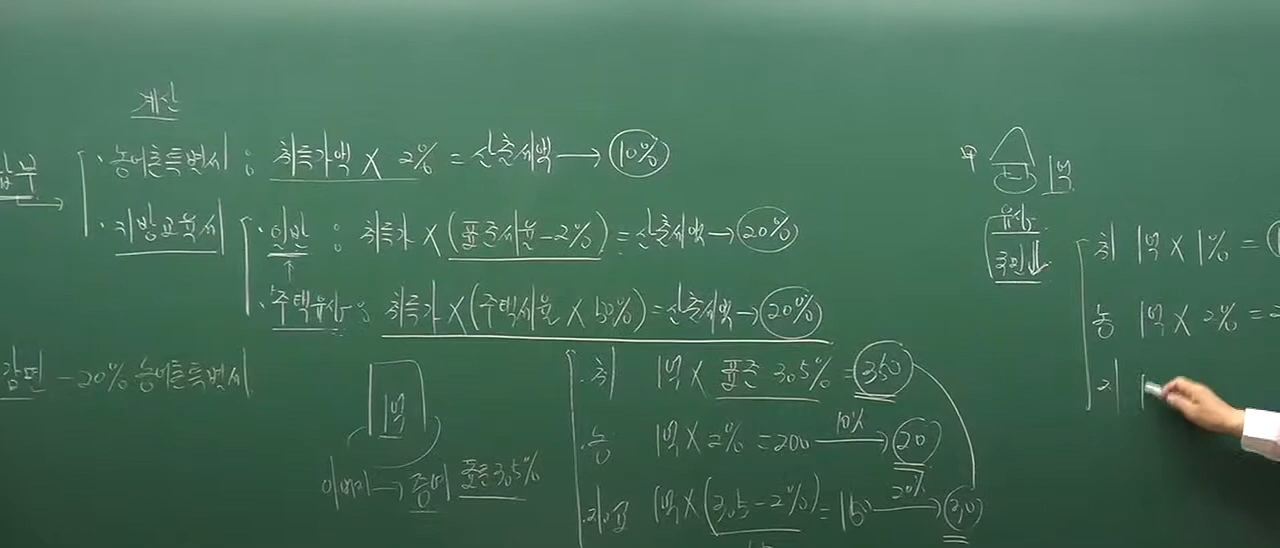 계산
농어촌특별세 : 취득가액 X 2% = 산출세액 → 10%
지방교육세
일반 : 취득가 X (표준세율 - 2%) = 산출세액 → 20%
주택유상 : 취득가 X (주택세율 X 50%) = 산출세액 → 20%
감면 - 20% 농어촌특별세
1억
아버지 → 증여 표준 3.5%
취 1억 X 표준 3.5% = 350
농 1억 X 2% = 200 10% → 20
지교 1억 X (3.5 - 2%) = 150 20% → 30
1억
유상
취 1억 X 1% =
농 1억 X 2% =
지 1